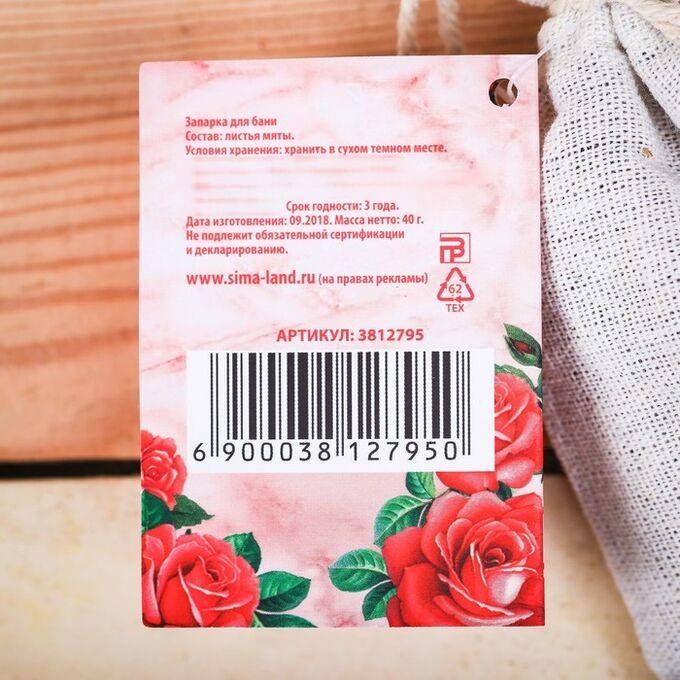 Запарка для бани
Состав: листья мяты.
Условия хранения: хранить в сухом темном месте.
Срок годности: 3 года.
Дата изготовления: 09.2018. Масса нетто: 40 г.
Не подлежит обязательной сертификации
и декларированию.
www.sima-land.ru (на правах рекламы)
62
ТЕХ
АРТИКУЛ: 3812795
6 900038 127950